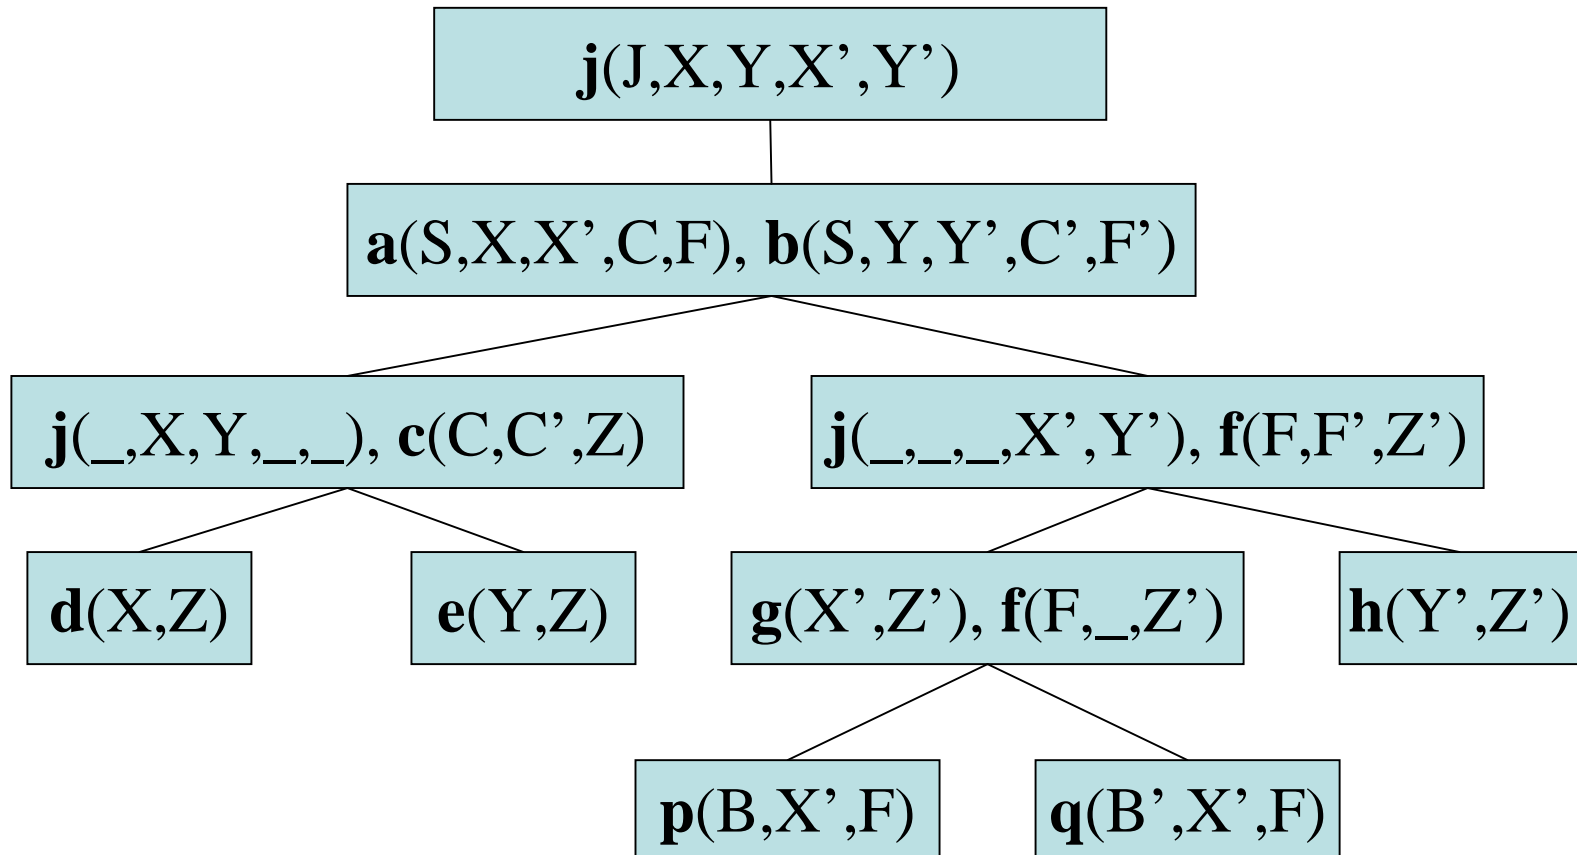 j(J,X,Y,X’,Y’)
a(S,X,X’,C,F), b(S,Y,Y’,C’,F’)
j(_,X,Y,_,_), c(C,C’,Z)
j(_,_,_,X’,Y’), f(F,F’,Z’)
d(X,Z)
e(Y,Z)
g(X’,Z’), f(F,_,Z’)
h(Y’,Z’)
p(B,X’,F)
q(B’,X’,F)